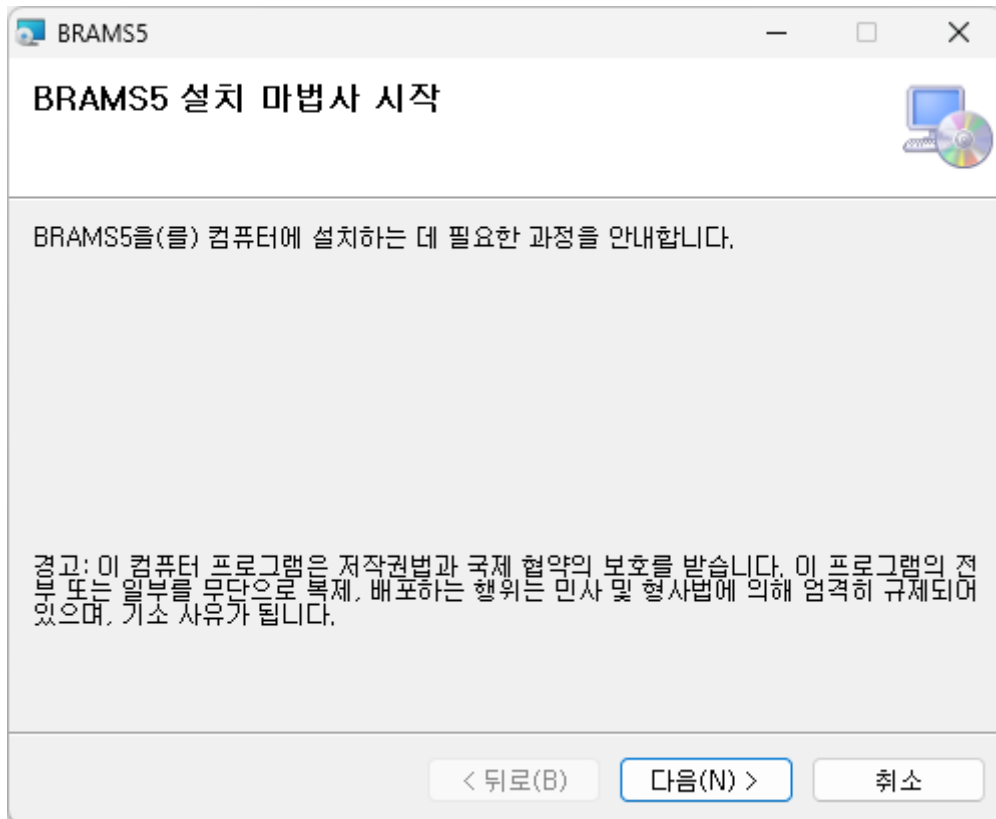 BRAMS5
BRAMS5 설치 마법사 시작
BRAMS5을(를) 컴퓨터에 설치하는 데 필요한 과정을 안내합니다.
경고: 이 컴퓨터 프로그램은 저작권법과 국제 협약의 보호를 받습니다. 이 프로그램의 전
부 또는 일부를 무단으로 복제, 배포하는 행위는 민사 및 형사법에 의해 엄격히 규제되어
있으며, 기소 사유가 됩니다.
< 뒤로(B) 다음(N) > 취소